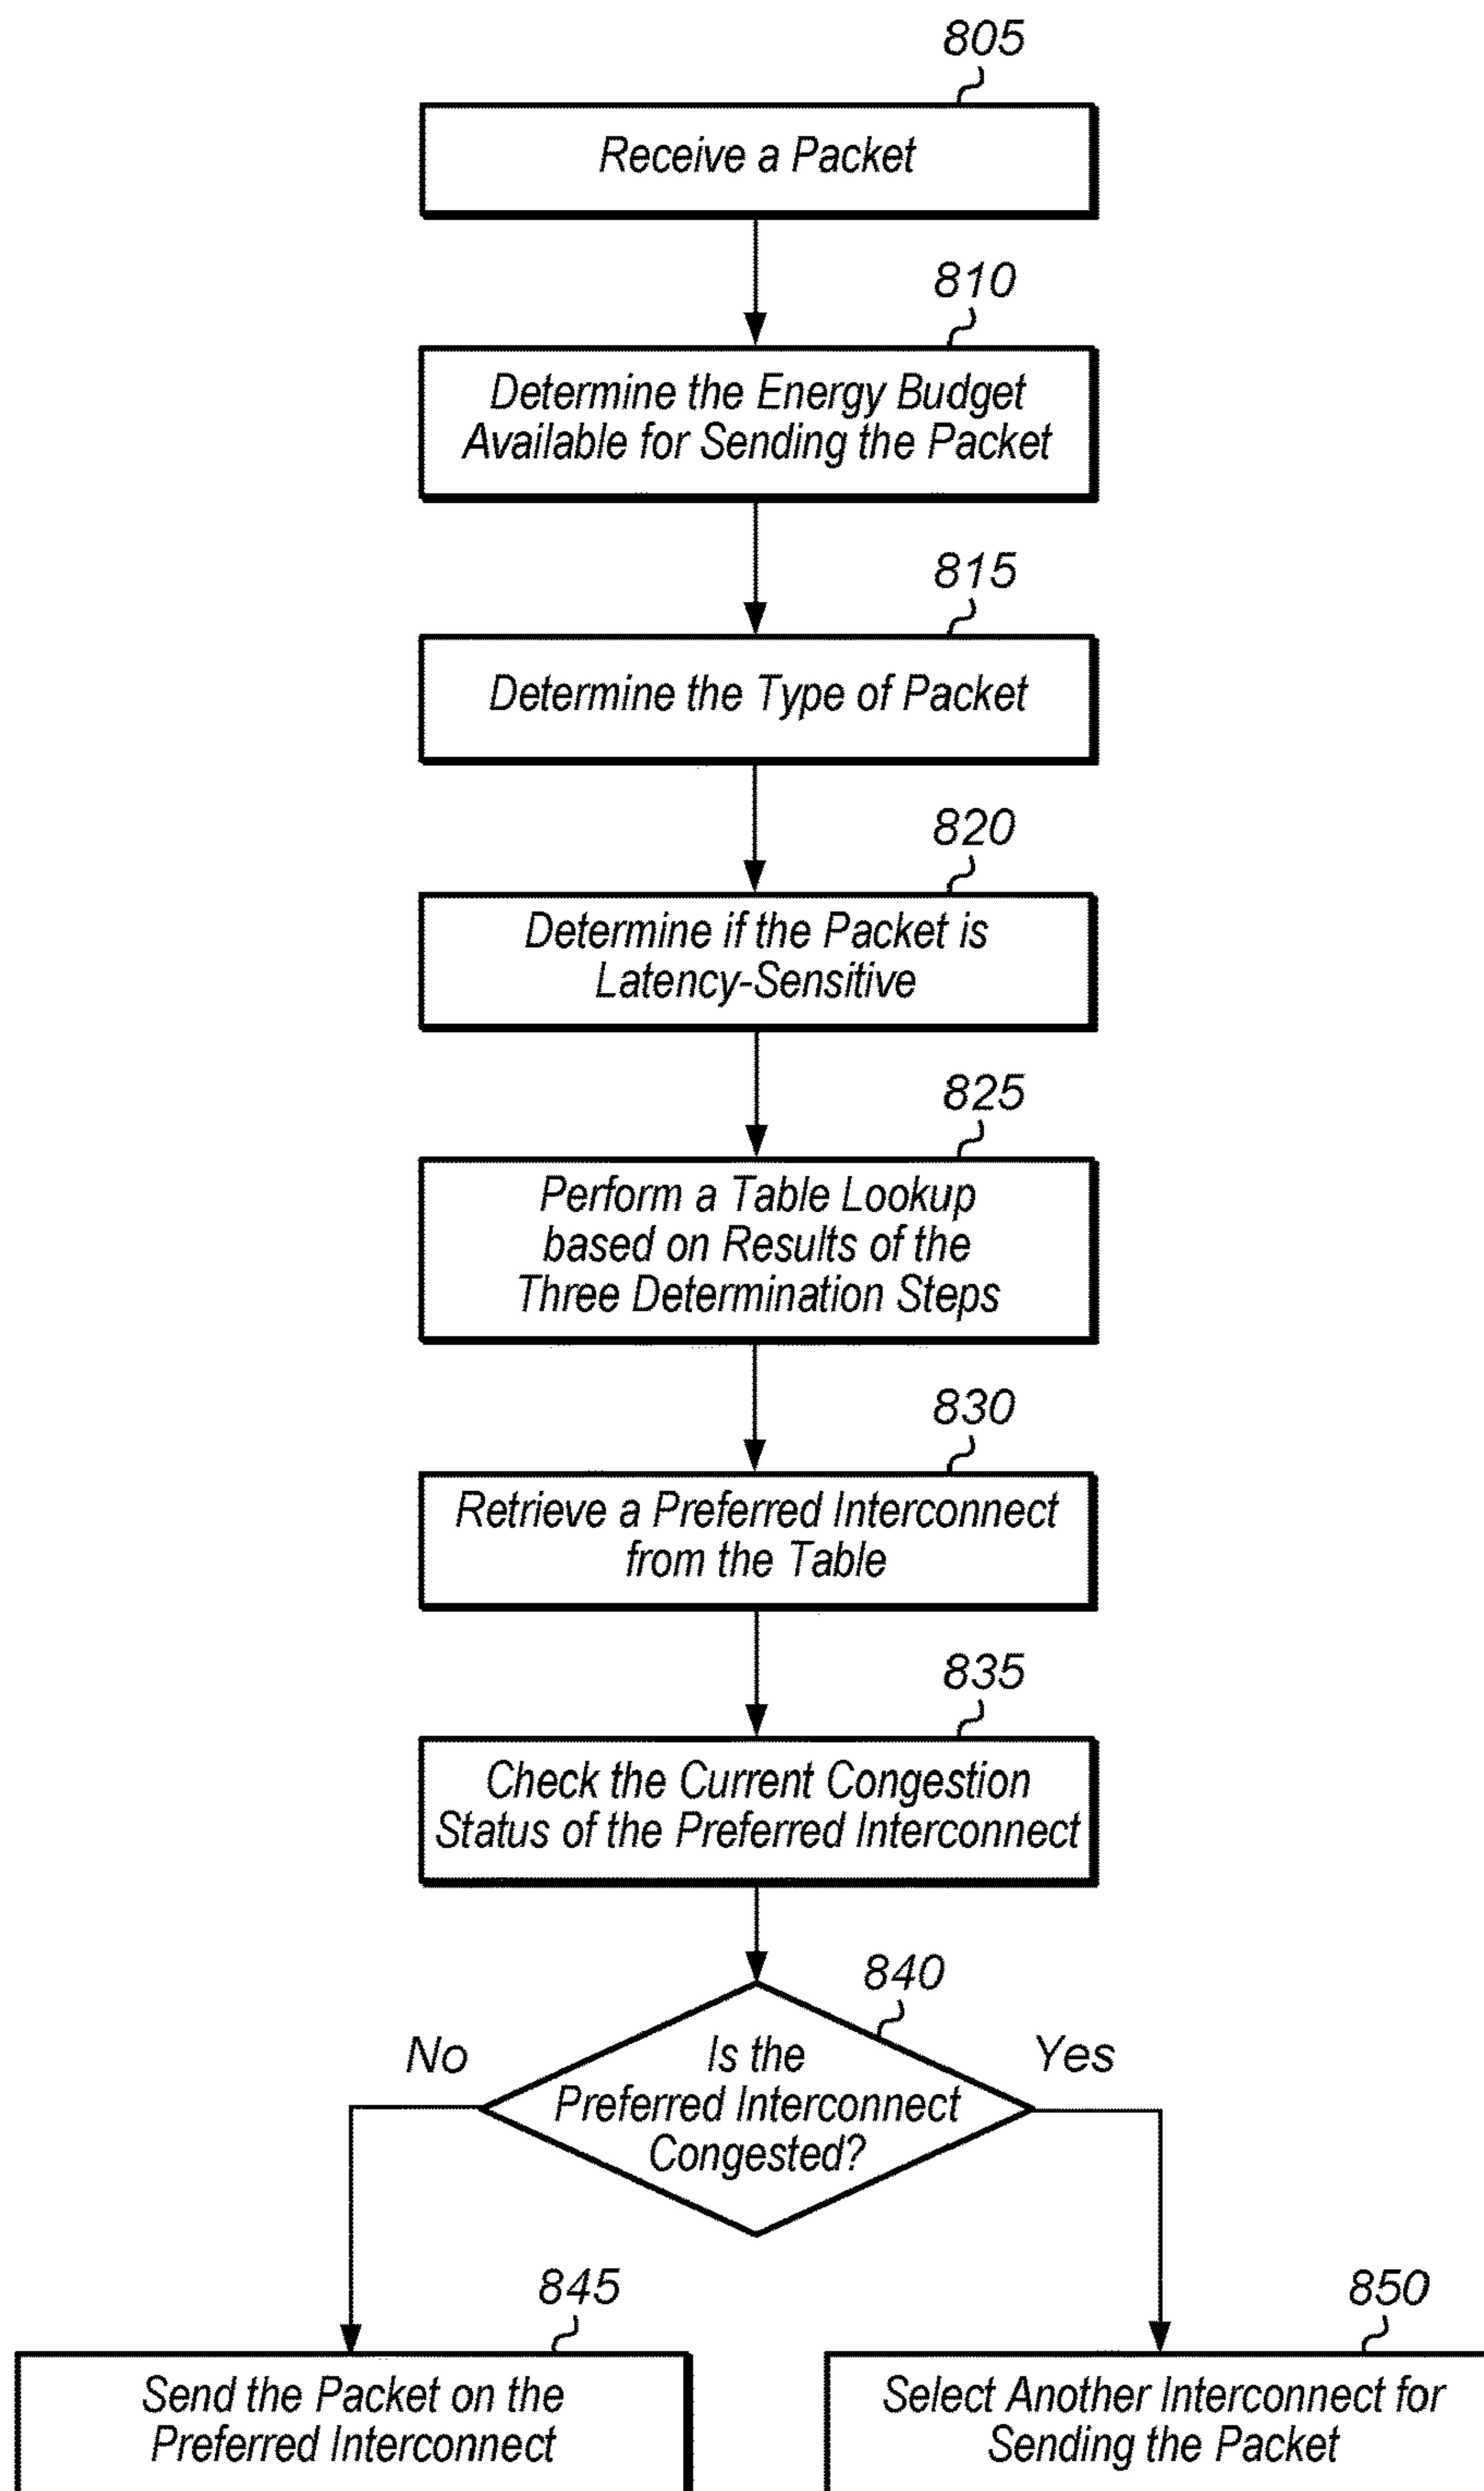 805
Receive a Packet
810
Determine the Energy Budget
Available for Sending the Packet
815
Determine the Type of Packet
820
Determine if the Packet is
Latency-Sensitive
825
Perform a Table Lookup
based on Results of the
Three Determination Steps
830
Retrieve a Preferred Interconnect
from the Table
835
Check the Current Congestion
Status of the Preferred Interconnect
840
No
Yes
Is the
Preferred Interconnect
Congested?
845
Send the Packet on the
Preferred Interconnect
850
Select Another Interconnect for
Sending the Packet